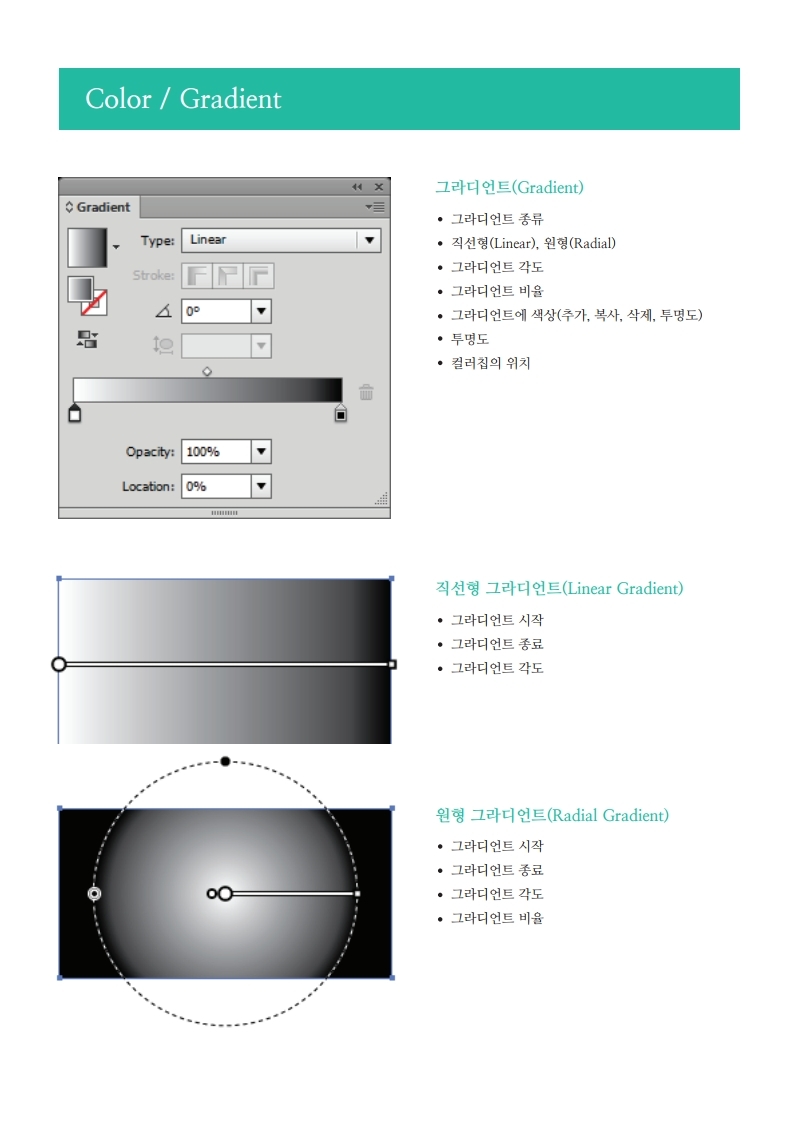 Color / Gradient
Gradient
Type: Linear
Stroke:
0°
Opacity: 100%
Location: 0%
그라디언트(Gradient)
• 그라디언트 종류
• 직선형(Linear), 원형(Radial)
• 그라디언트 각도
• 그라디언트 비율
• 그라디언트에 색상(추가, 복사, 삭제, 투명도)
• 투명도
• 컬러칩의 위치
직선형 그라디언트(Linear Gradient)
• 그라디언트 시작
• 그라디언트 종료
• 그라디언트 각도
원형 그라디언트(Radial Gradient)
• 그라디언트 시작
• 그라디언트 종료
• 그라디언트 각도
• 그라디언트 비율